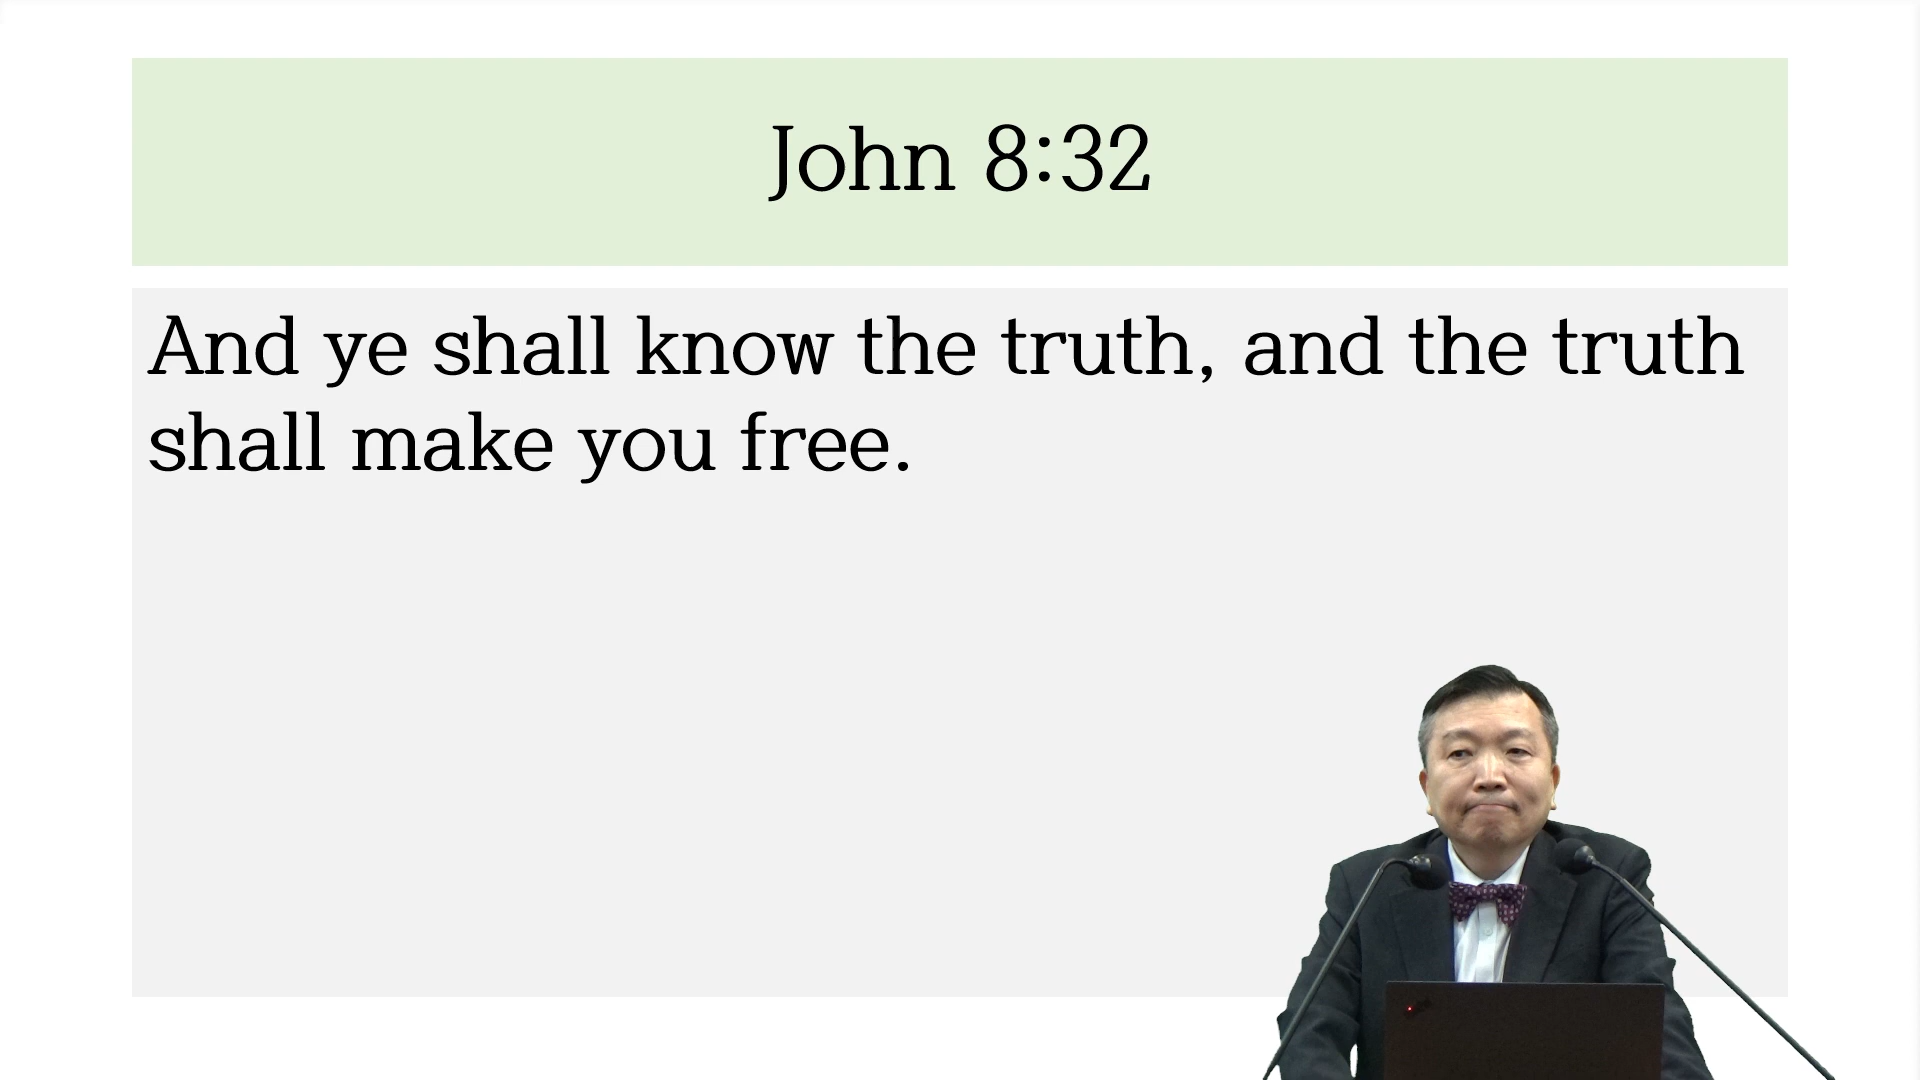 John 8:32
And ye shall know the truth, and the truth
shall make you free.